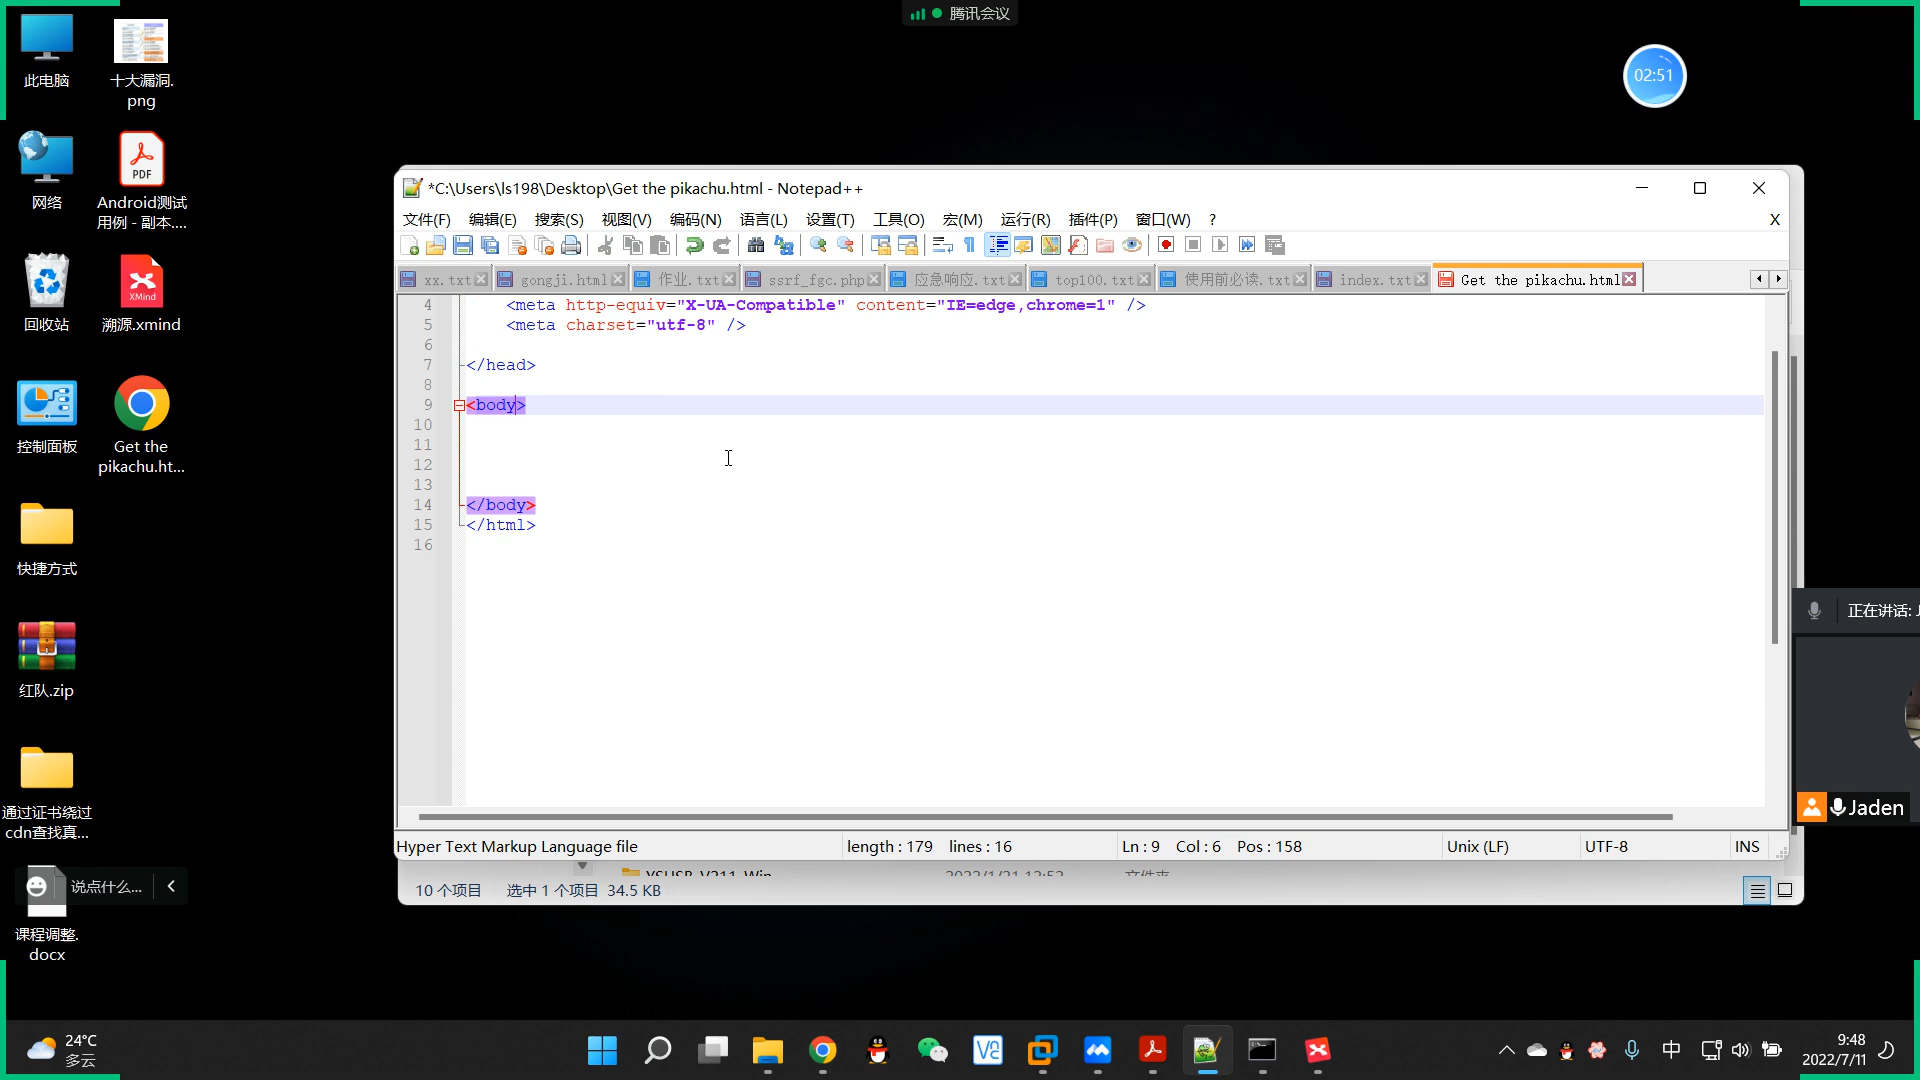 腾讯会议
02:51
此电脑
十大漏洞.
png
网络
Android测试
用例 - 副本....
PDF
回收站
XMind
溯源.xmind
控制面板
Get the
pikachu.ht...
快捷方式
红队.zip
通过证书绕过
cdn查找真...
说点什么...
课程调整.
docx
*C:\Users\ls198\Desktop\Get the pikachu.html - Notepad++
文件(F) 编辑(E) 搜索(S) 视图(V) 编码(N) 语言(L) 设置(T) 工具(O) 宏(M) 运行(R) 插件(P) 窗口(W) ? X
xx.txt gongji.html 作业.txt ssrf_fgc.php 应急响应.txt top100.txt 使用前必读.txt index.txt Get the pikachu.html
4 <meta http-equiv="X-UA-Compatible" content="IE=edge,chrome=1" />
5 <meta charset="utf-8" />
6
7 </head>
8
9 <body>
10
11
12
13
14 </body>
15 </html>
16
Hyper Text Markup Language file length : 179 lines : 16 Ln : 9 Col : 6 Pos : 158 Unix (LF) UTF-8 INS
10 个项目 选中 1 个项目 34.5 KB
正在讲话: J
Jaden
24°C
多云
中
9:48
2022/7/11